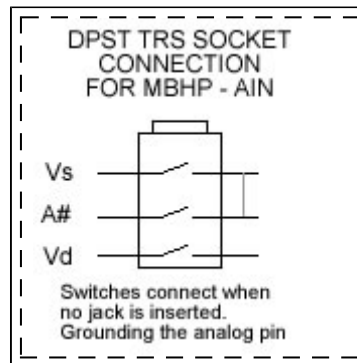 DPST TRS SOCKET
CONNECTION
FOR MBHP - AIN
Vs
A#
Vd
Switches connect when
no jack is inserted.
Grounding the analog pin